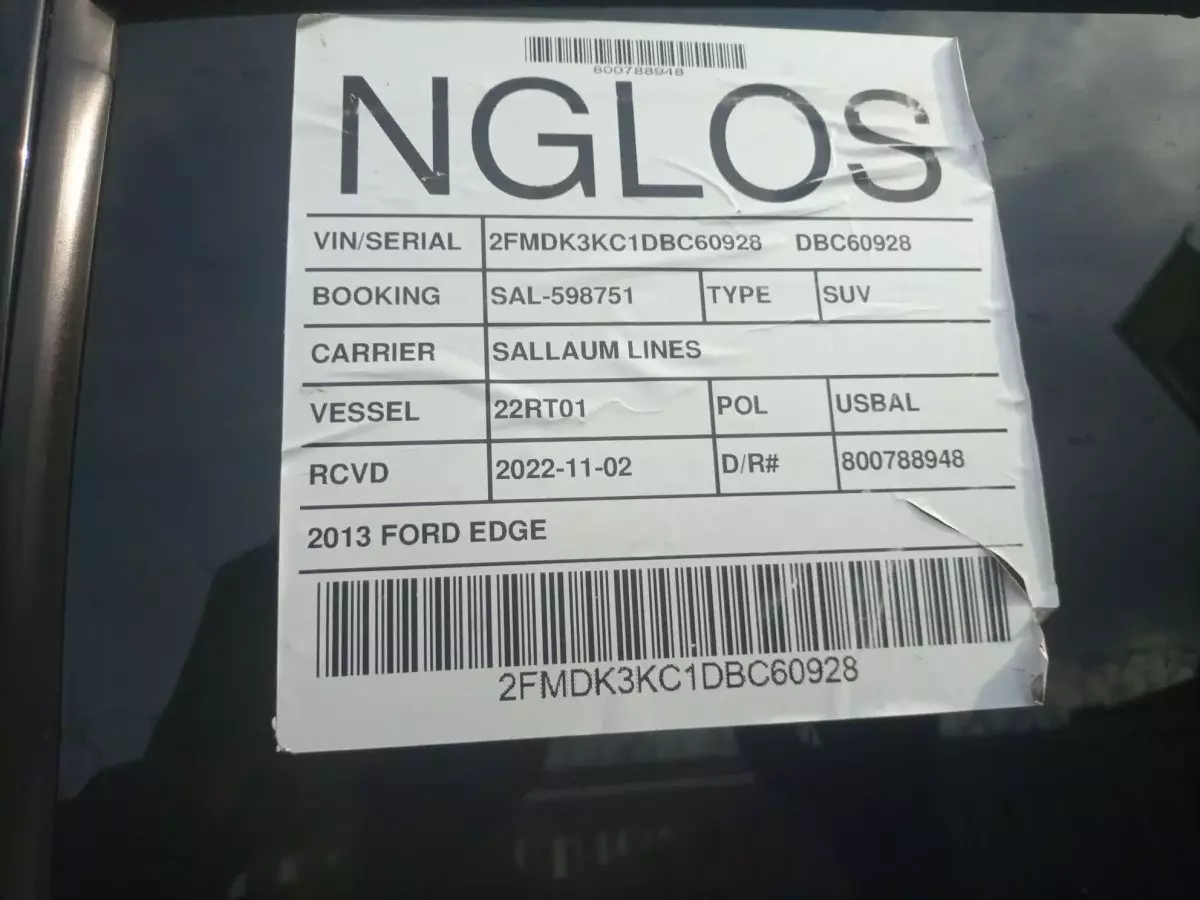 800788948
NGLOS
VIN/SERIAL 2FMDK3KC1DBC60928 DBC60928
BOOKING SAL-598751 TYPE SUV
CARRIER SALLAUM LINES
VESSEL 22RT01 POL USBAL
RCVD 2022-11-02 D/R# 800788948
2013 FORD EDGE
2FMDK3KC1DBC60928